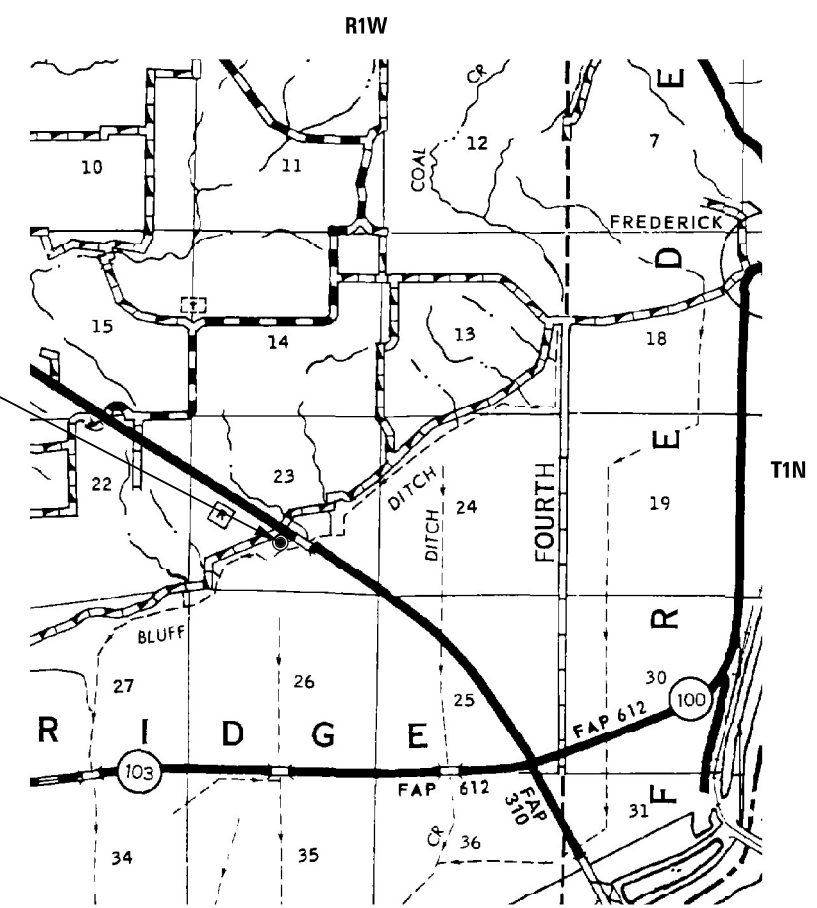 R1W
CR
E
12
7
10
11
COAL
FREDERICK
D
15
14
13
18
22
23
E
T1N
DITCH
24
19
DITCH
FOURTH
R
BLUFF
27
26
25
30
100
R I D G E
FAP 612
103
FAP 612
FAP 310
31
F
34
35
CR
36